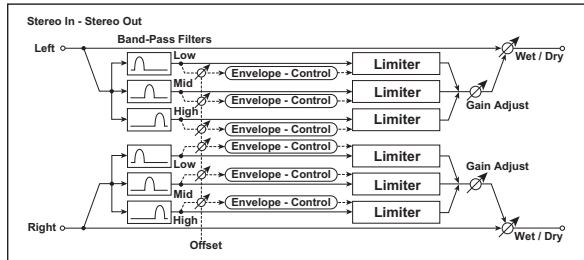 Stereo In - Stereo Out
Left
Band-Pass Filters
Wet / Dry
Low
Envelope - Control
Limiter
Mid
Envelope - Control
Limiter
Gain Adjust
High
Envelope - Control
Limiter
Envelope - Control
Limiter
Gain Adjust
Low
Envelope - Control
Limiter
Mid
Envelope - Control
Limiter
High
Right
Wet / Dry
Offset